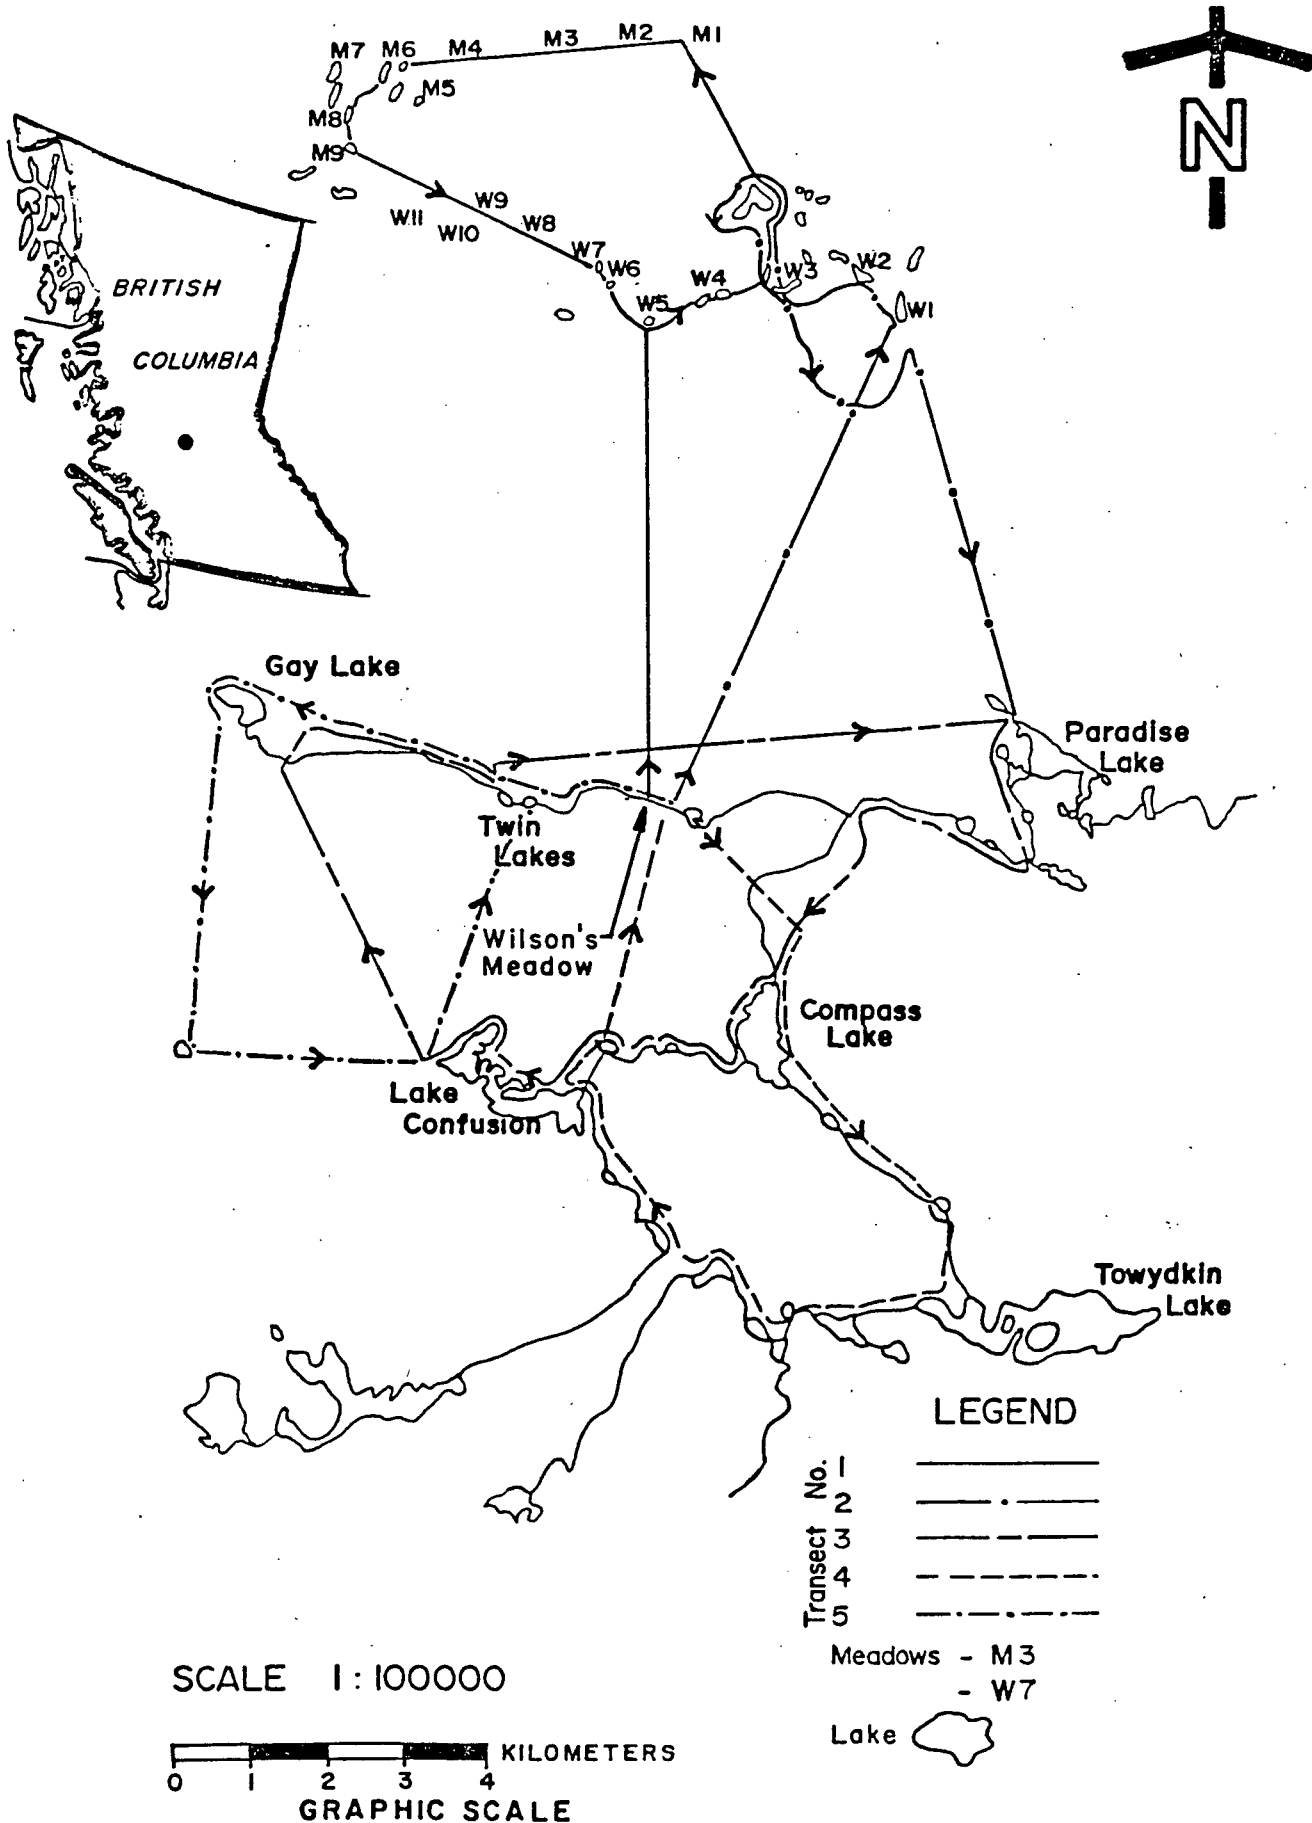 M7 M6 M4 M3 M2 M1
M5
M8
M9
N
W9
W11 W10 W8
W7
W6
W5 W4 W3 W2
W1
BRITISH
COLUMBIA
Gay Lake
Paradise
Lake
Twin
Lakes
Wilson's
Meadow
Compass
Lake
Lake
Confusion
Towydkin
Lake
LEGEND
Transect No.
1
2
3
4
5
Meadows - M3
- W7
Lake
SCALE 1:100000
KILOMETERS
0 1 2 3 4
GRAPHIC SCALE